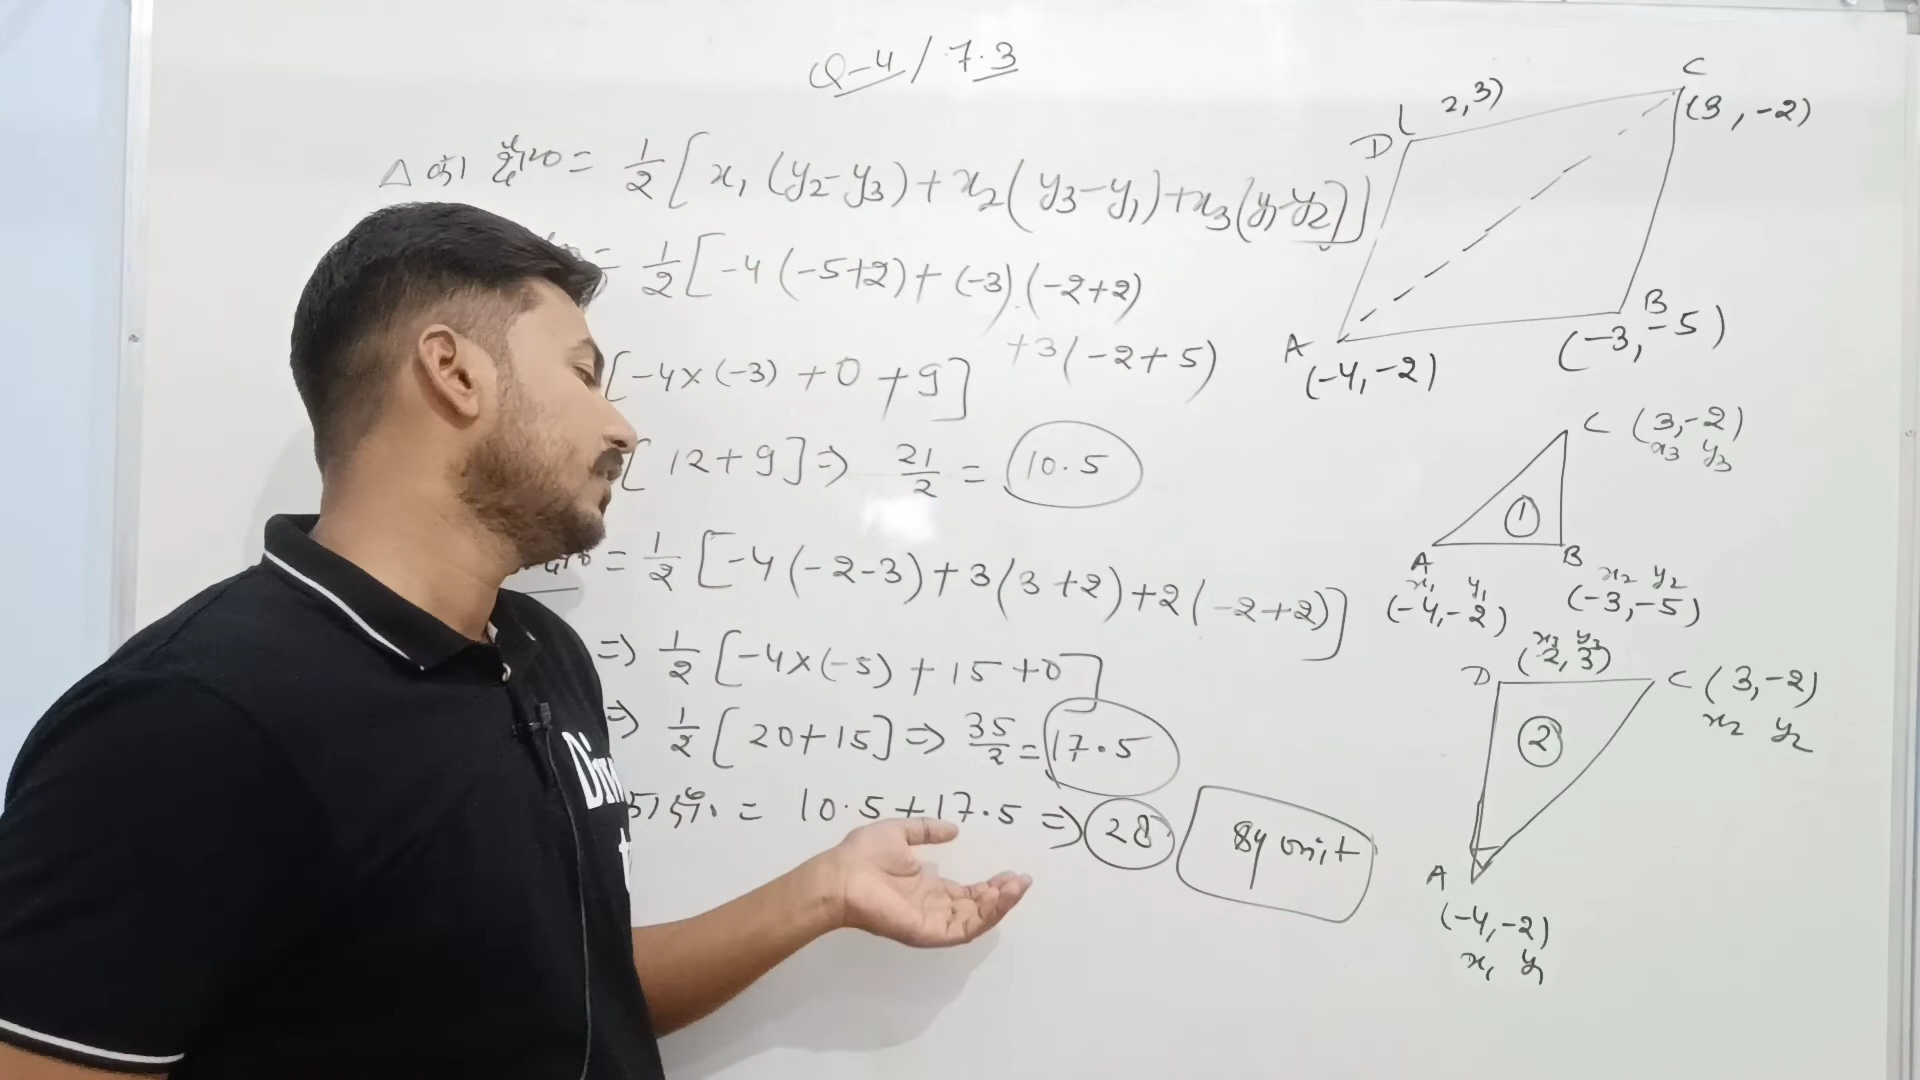 Q-4/7.3
Δ का क्षे० = 1/2 [x₁ (y₂-y₃) + x₂(y₃-y₁) + x₃(y₁-y₂)]
= 1/2 [-4 (-5+2) + (-3).(-2+2)
+3(-2+5)
[-4×(-3) + 0 + 9]
[12+9] ⇒ 21/2 = 10.5
= 1/2 [-4(-2-3)+3(3+2)+2(-2+2)]
⇒ 1/2 [-4×(-5) + 15 +0]
⇒ 1/2 [20+15] ⇒ 35/2 = 17.5
= 10.5+17.5 ⇒ 28 Sq unit
C
(3, -2)
D (2,3)
A
(-4,-2)
B
(-3,-5)
C (3,-2)
x₃ y₃
1
A
x₁ y₁
(-4,-2)
B
x₂ y₂
(-3,-5)
x₃ y₃
D (2,3)
C (3,-2)
x₂ y₂
2
A
(-4,-2)
x₁ y₁